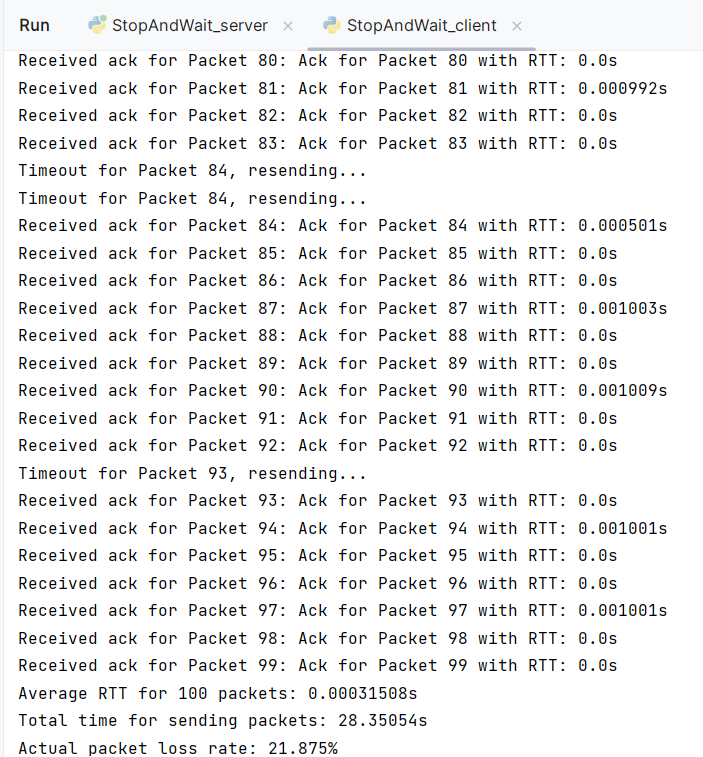 Run StopAndWait_server StopAndWait_client
Received ack for Packet 80: Ack for Packet 80 with RTT: 0.0s
Received ack for Packet 81: Ack for Packet 81 with RTT: 0.000992s
Received ack for Packet 82: Ack for Packet 82 with RTT: 0.0s
Received ack for Packet 83: Ack for Packet 83 with RTT: 0.0s
Timeout for Packet 84, resending...
Timeout for Packet 84, resending...
Received ack for Packet 84: Ack for Packet 84 with RTT: 0.000501s
Received ack for Packet 85: Ack for Packet 85 with RTT: 0.0s
Received ack for Packet 86: Ack for Packet 86 with RTT: 0.0s
Received ack for Packet 87: Ack for Packet 87 with RTT: 0.001003s
Received ack for Packet 88: Ack for Packet 88 with RTT: 0.0s
Received ack for Packet 89: Ack for Packet 89 with RTT: 0.0s
Received ack for Packet 90: Ack for Packet 90 with RTT: 0.001009s
Received ack for Packet 91: Ack for Packet 91 with RTT: 0.0s
Received ack for Packet 92: Ack for Packet 92 with RTT: 0.0s
Timeout for Packet 93, resending...
Received ack for Packet 93: Ack for Packet 93 with RTT: 0.0s
Received ack for Packet 94: Ack for Packet 94 with RTT: 0.001001s
Received ack for Packet 95: Ack for Packet 95 with RTT: 0.0s
Received ack for Packet 96: Ack for Packet 96 with RTT: 0.0s
Received ack for Packet 97: Ack for Packet 97 with RTT: 0.001001s
Received ack for Packet 98: Ack for Packet 98 with RTT: 0.0s
Received ack for Packet 99: Ack for Packet 99 with RTT: 0.0s
Average RTT for 100 packets: 0.00031508s
Total time for sending packets: 28.35054s
Actual packet loss rate: 21.875%